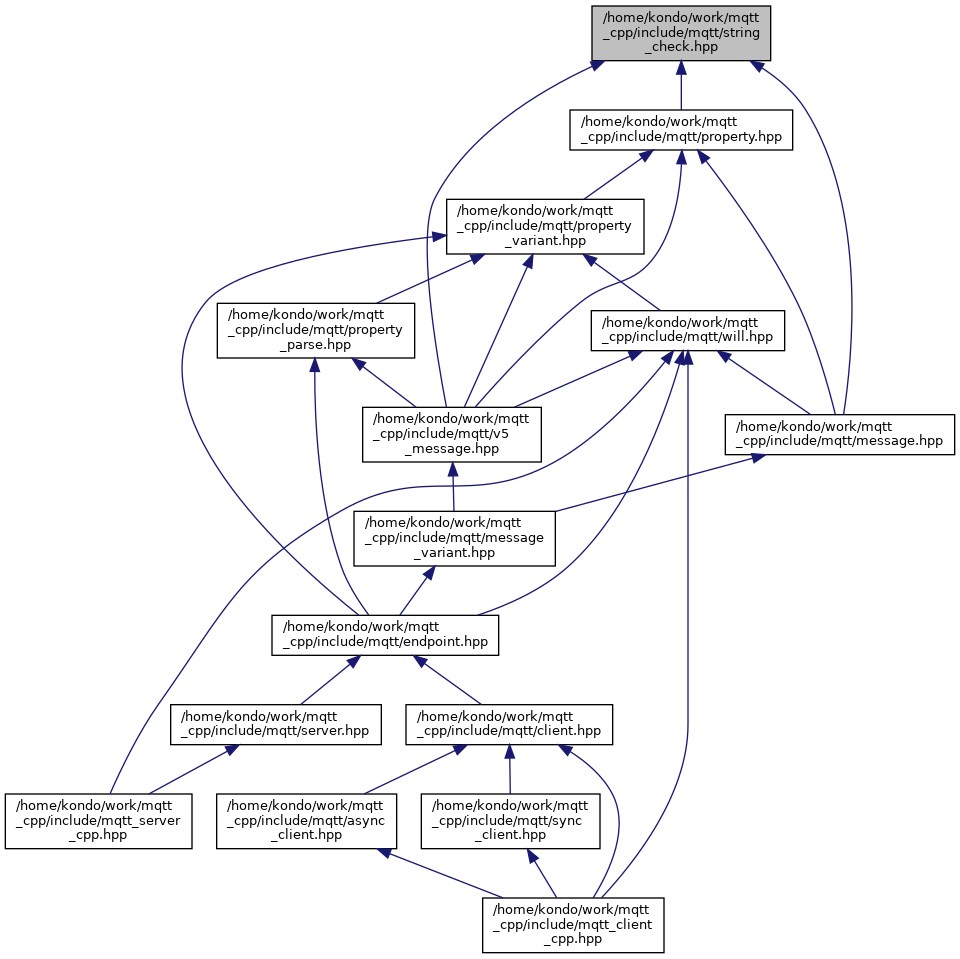 /home/kondo/work/mqtt
_cpp/include/mqtt/string
_check.hpp
/home/kondo/work/mqtt
_cpp/include/mqtt/property.hpp
/home/kondo/work/mqtt
_cpp/include/mqtt/property
_variant.hpp
/home/kondo/work/mqtt
_cpp/include/mqtt/property
_parse.hpp
/home/kondo/work/mqtt
_cpp/include/mqtt/will.hpp
/home/kondo/work/mqtt
_cpp/include/mqtt/v5
_message.hpp
/home/kondo/work/mqtt
_cpp/include/mqtt/message.hpp
/home/kondo/work/mqtt
_cpp/include/mqtt/message
_variant.hpp
/home/kondo/work/mqtt
_cpp/include/mqtt/endpoint.hpp
/home/kondo/work/mqtt
_cpp/include/mqtt/server.hpp
/home/kondo/work/mqtt
_cpp/include/mqtt/client.hpp
/home/kondo/work/mqtt
_cpp/include/mqtt_server
_cpp.hpp
/home/kondo/work/mqtt
_cpp/include/mqtt/async
_client.hpp
/home/kondo/work/mqtt
_cpp/include/mqtt/sync
_client.hpp
/home/kondo/work/mqtt
_cpp/include/mqtt_client
_cpp.hpp